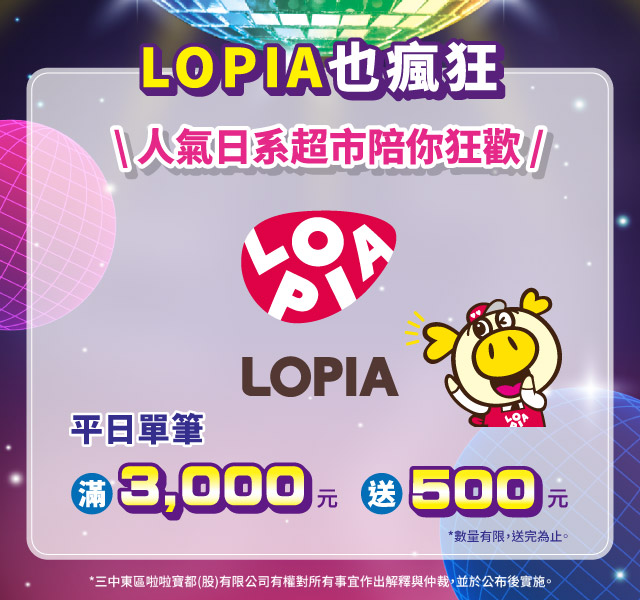 LOPIA也瘋狂
\人氣日系超市陪你狂歡/
LOPIA
LOPIA
LOPIA
平日單筆
滿3,000元 送500元
*數量有限,送完為止。
*三中東區啦啦寶都(股)有限公司有權對所有事宜作出解釋與仲裁,並於公布後實施。